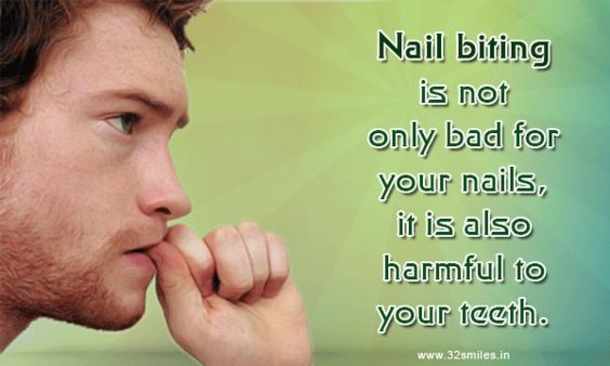 Nail biting
is not
only bad for
your nails,
it is also
harmful to
your teeth.
www.32smiles.in